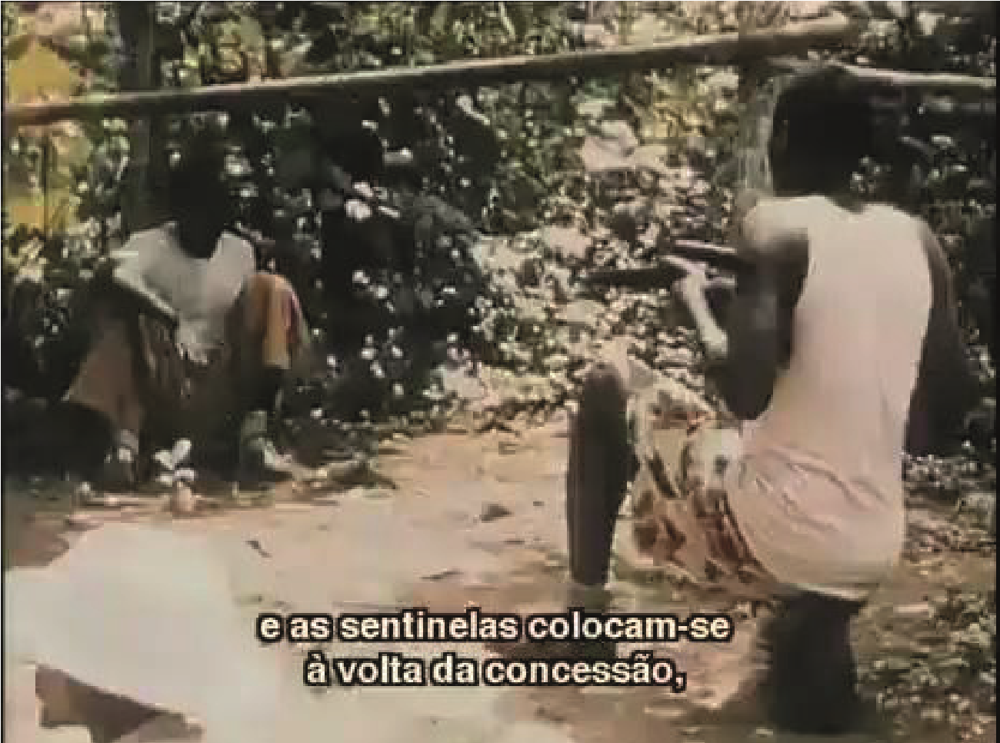 e as sentinelas colocam-se
à volta da concessão,